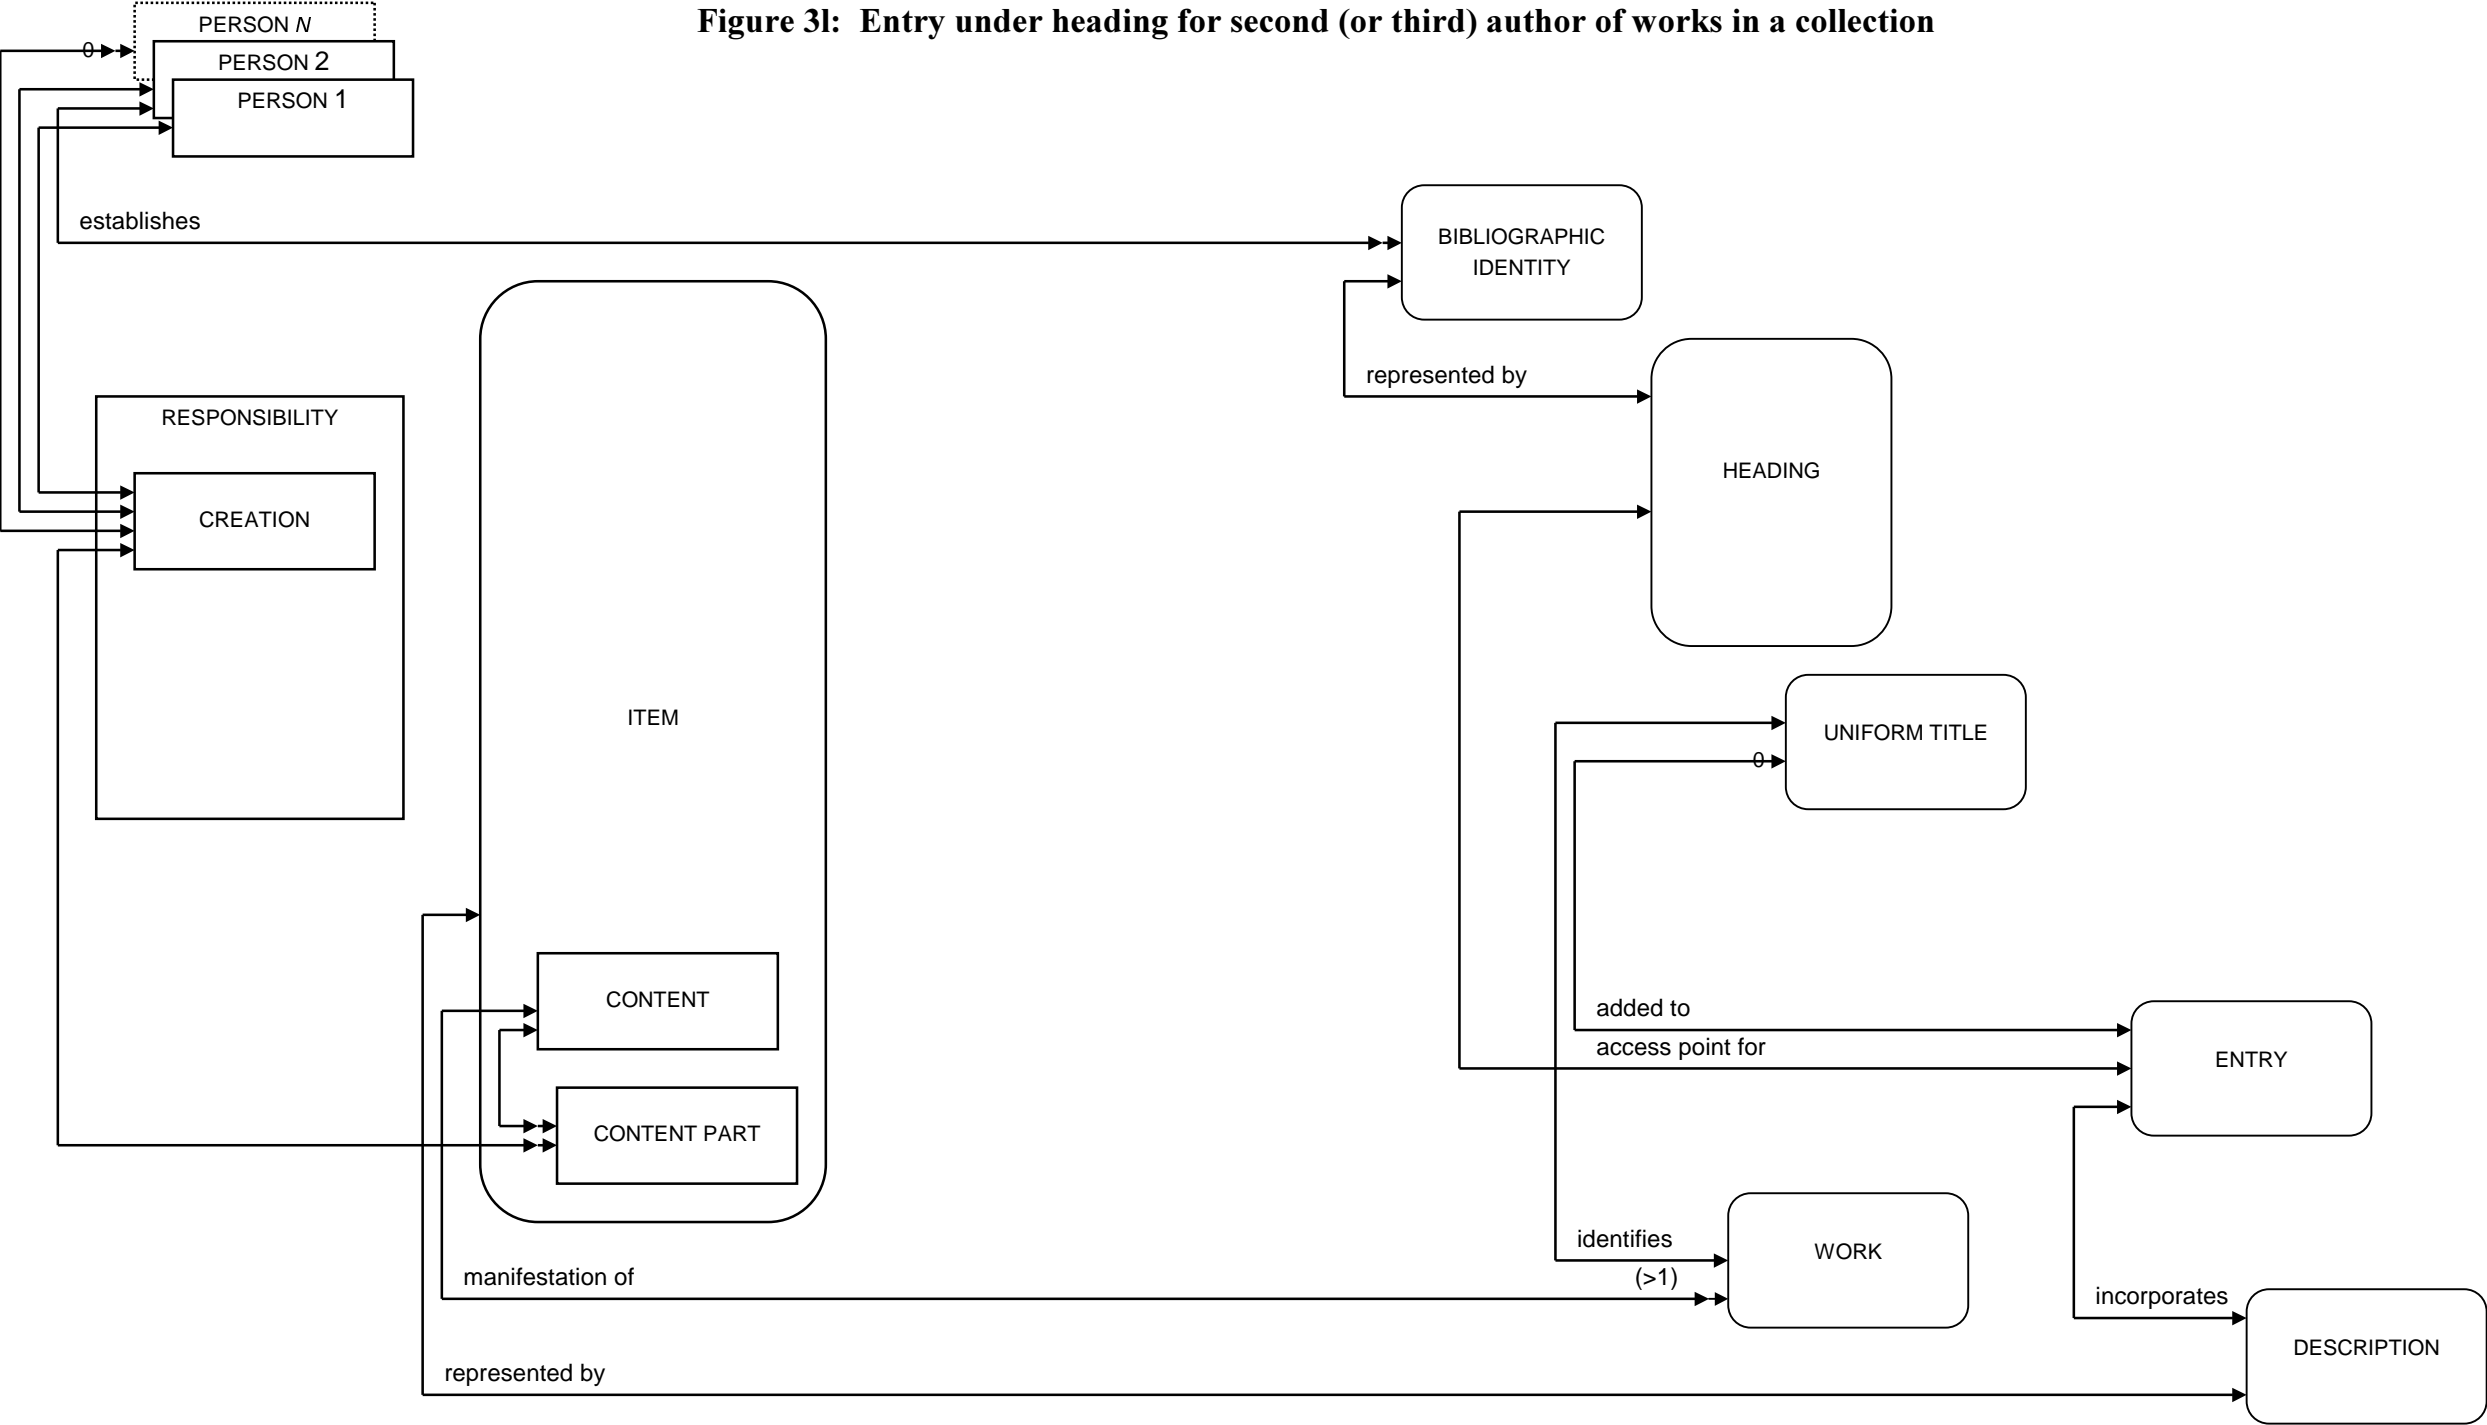 Figure 3l:  Entry under heading for second (or third) author of works in a collection
PERSON N
0
PERSON 2
PERSON 1
establishes
BIBLIOGRAPHIC
IDENTITY
represented by
RESPONSIBILITY
HEADING
CREATION
ITEM
UNIFORM TITLE
0
CONTENT
added to
access point for
ENTRY
CONTENT PART
identifies
WORK
manifestation of
(>1)
incorporates
DESCRIPTION
represented by